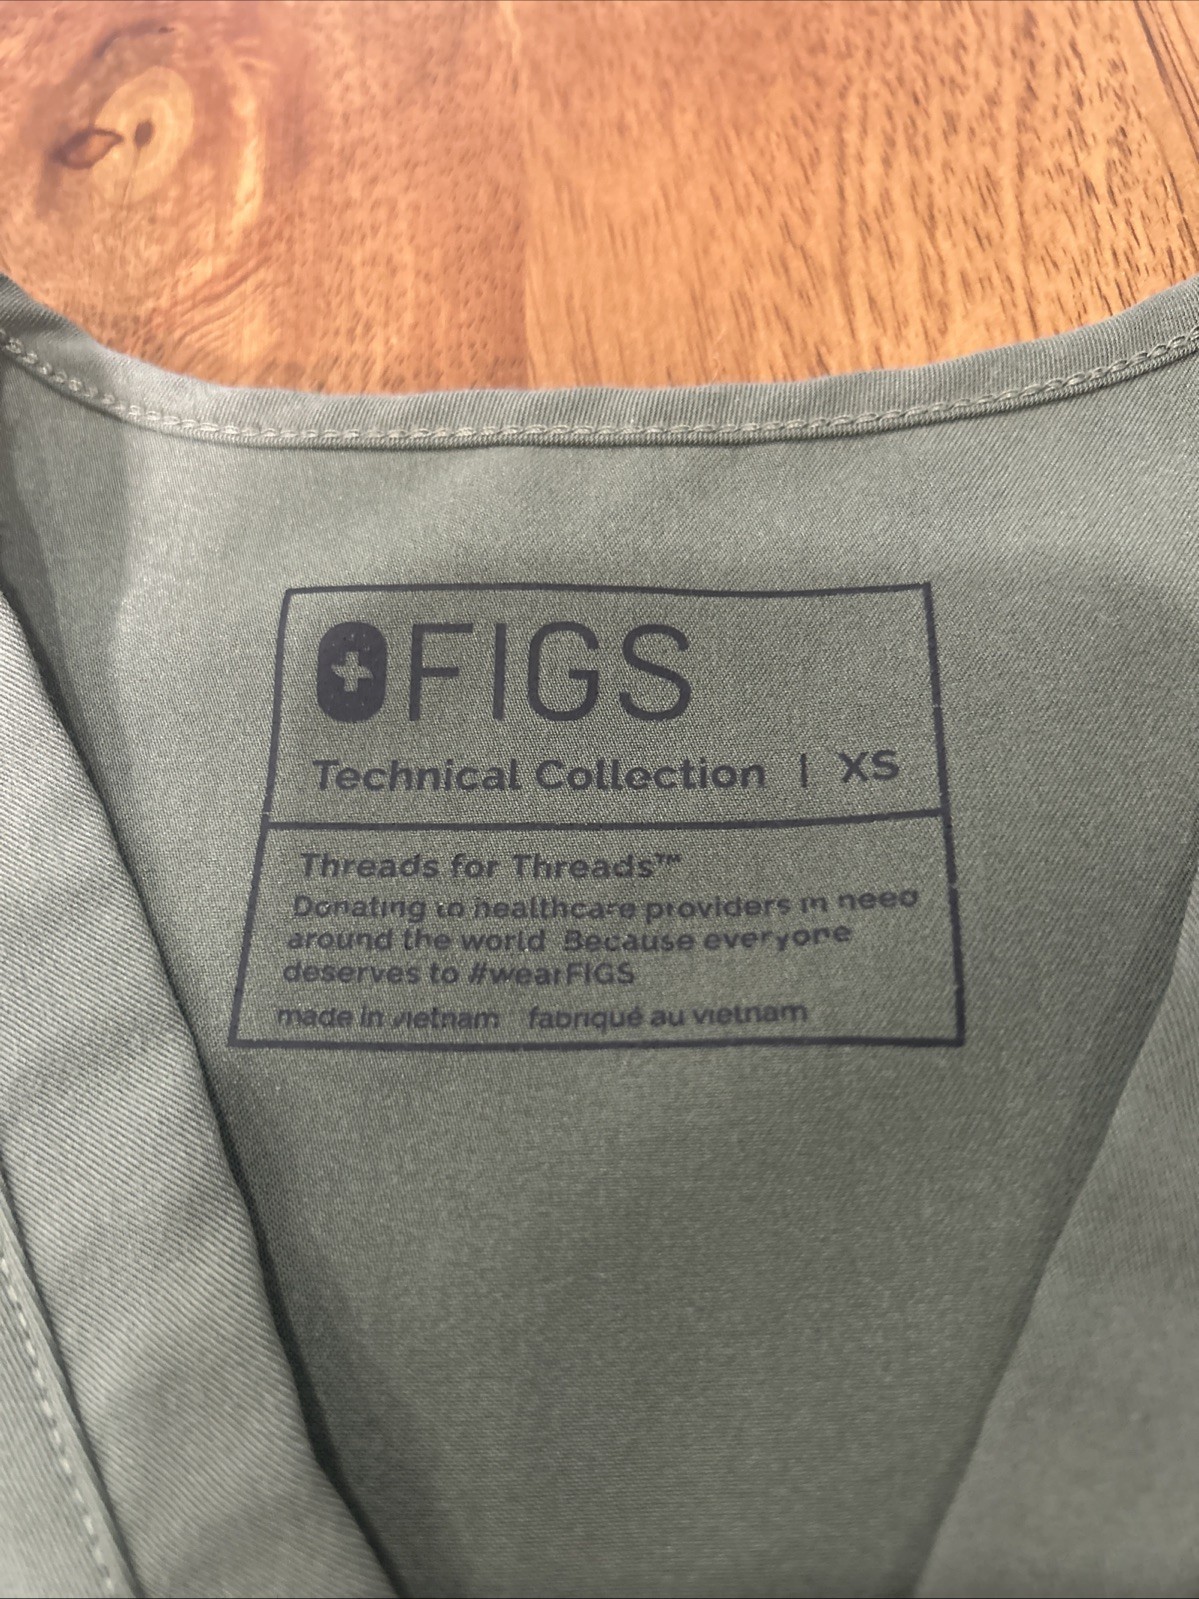 FIGS
Technical Collection | XS
Threads for Threads™
Donating to healthcare providers in need
around the world Because everyone
deserves to #wearFIGS
made in vietnam fabriqué au vietnam